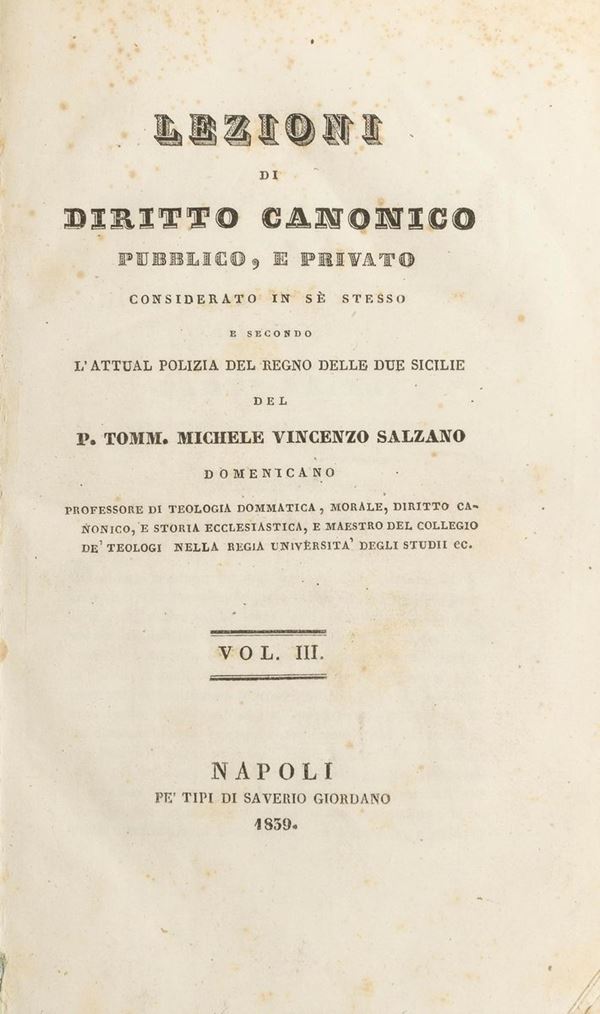 LEZIONI
DI
DIRITTO CANONICO
PUBBLICO, E PRIVATO
CONSIDERATO IN SÈ STESSO
E SECONDO
L'ATTUAL POLIZIA DEL REGNO DELLE DUE SICILIE
DEL
P. TOMM. MICHELE VINCENZO SALZANO
DOMENICANO
PROFESSORE DI TEOLOGIA DOMMATICA, MORALE, DIRITTO CA-
NONICO, E STORIA ECCLESIASTICA, E MAESTRO DEL COLLEGIO
DE' TEOLOGI NELLA REGIA UNIVERSITA' DEGLI STUDII EC.
VOL. III.
NAPOLI
PE' TIPI DI SAVERIO GIORDANO
1839.